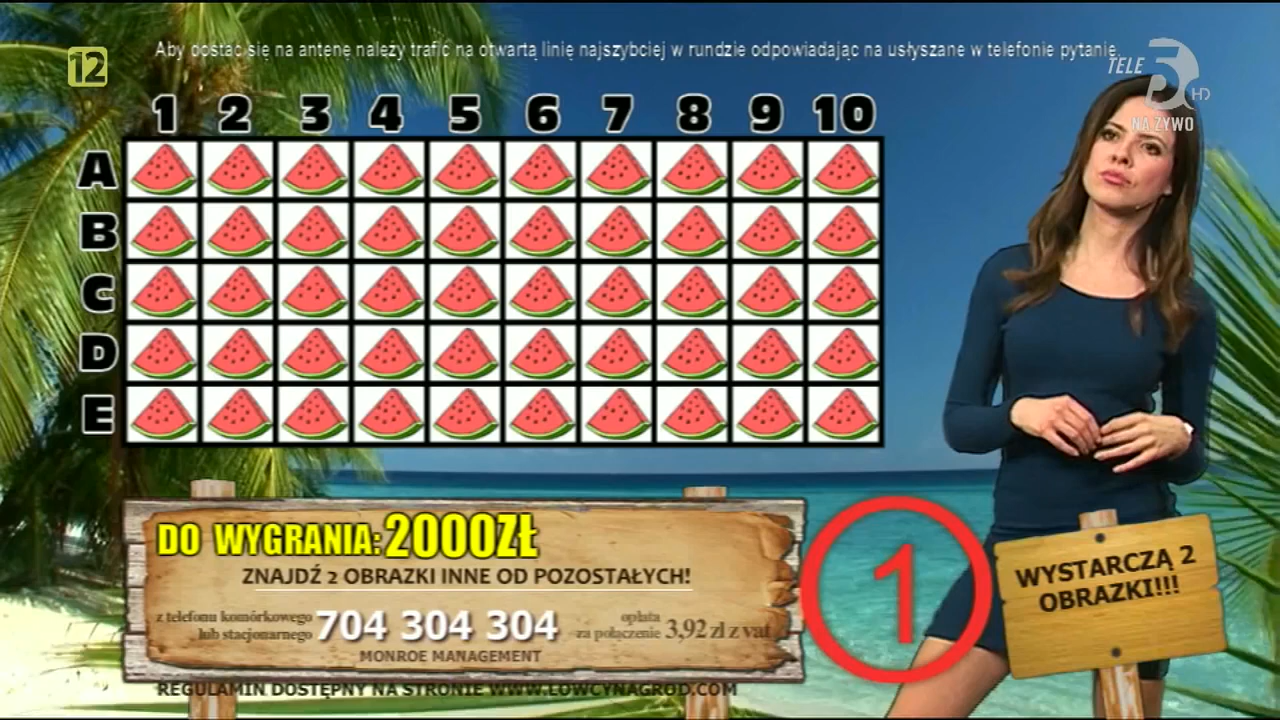 Aby dostać się na antenę należy trafić na otwartą linię najszybciej w rundzie odpowiadając na usłyszane w telefonie pytanie.
12
TELE 5 HD
NA ŻYWO
1 2 3 4 5 6 7 8 9 10
A
B
C
D
E
DO WYGRANIA: 2000ZŁ
ZNAJDŹ 2 OBRAZKI INNE OD POZOSTAŁYCH!
z telefonu komórkowego
lub stacjonarnego
704 304 304
opłata
za połączenie 3,92 zł z vat
MONROE MANAGEMENT
REGULAMIN DOSTĘPNY NA STRONIE WWW.LOWCYNAGROD.COM
1
WYSTARCZĄ 2
OBRAZKI!!!